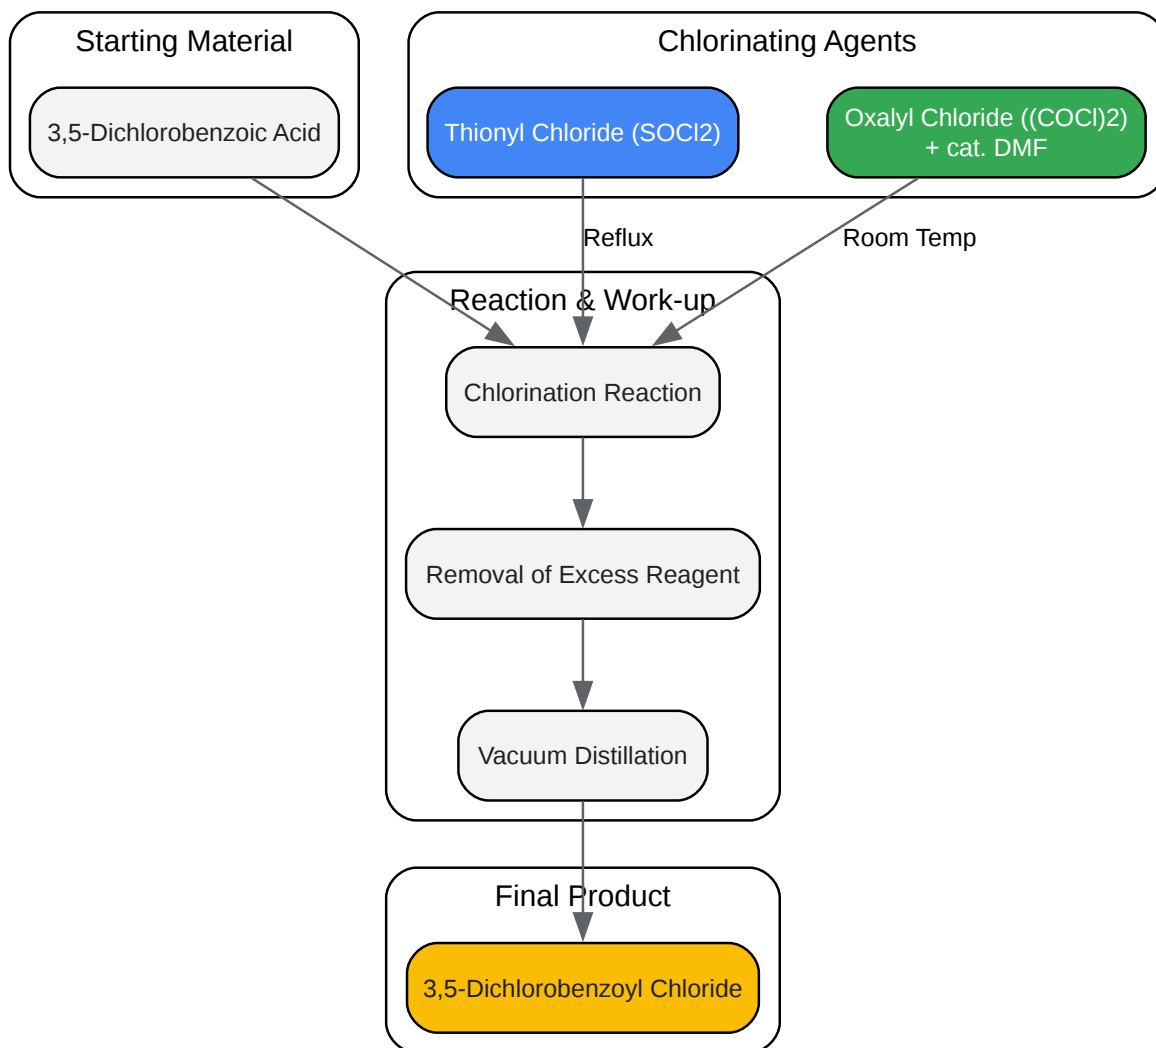 Starting Material
Chlorinating Agents
3,5-Dichlorobenzoic Acid
Thionyl Chloride (SOCl2)
Oxalyl Chloride ((COCl)2)
+ cat. DMF
Reflux
Room Temp
Reaction & Work-up
Chlorination Reaction
Removal of Excess Reagent
Vacuum Distillation
Final Product
3,5-Dichlorobenzoyl Chloride